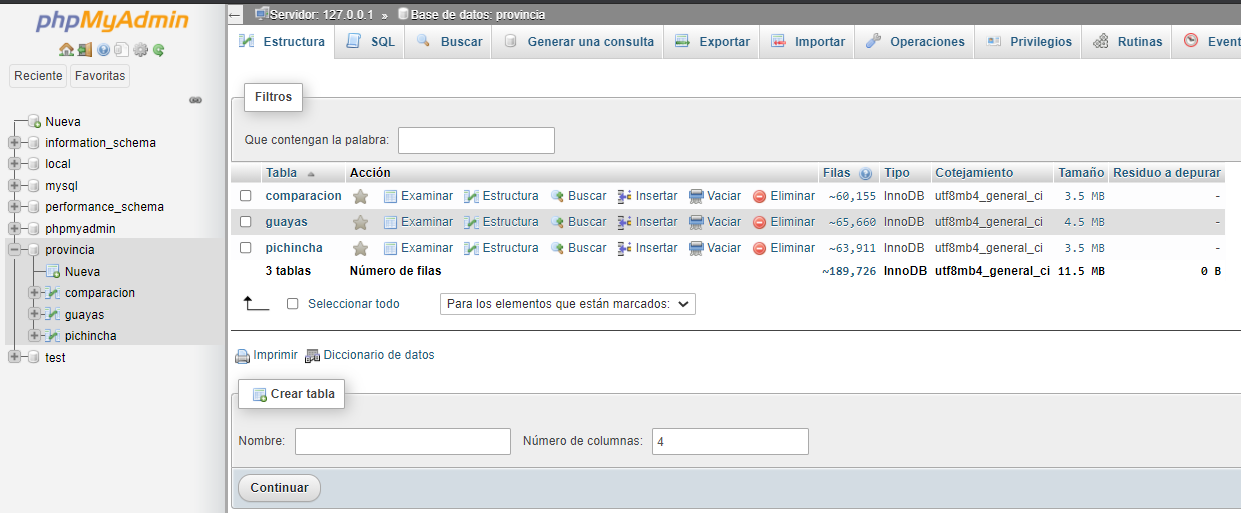 phpMyAdmin
Reciente Favoritas
Nueva
information_schema
local
mysql
performance_schema
phpmyadmin
provincia
Nueva
comparacion
guayas
pichincha
test
Servidor: 127.0.0.1 » Base de datos: provincia
Estructura SQL Buscar Generar una consulta Exportar Importar Operaciones Privilegios Rutinas Event
Filtros
Que contengan la palabra:
Tabla Acción Filas Tipo Cotejamiento Tamaño Residuo a depurar
comparacion Examinar Estructura Buscar Insertar Vaciar Eliminar ~60,155 InnoDB utf8mb4_general_ci 3.5 MB -
guayas Examinar Estructura Buscar Insertar Vaciar Eliminar ~65,660 InnoDB utf8mb4_general_ci 4.5 MB -
pichincha Examinar Estructura Buscar Insertar Vaciar Eliminar ~63,911 InnoDB utf8mb4_general_ci 3.5 MB -
3 tablas Número de filas ~189,726 InnoDB utf8mb4_general_ci 11.5 MB 0 B
Seleccionar todo Para los elementos que están marcados:
Imprimir Diccionario de datos
Crear tabla
Nombre: Número de columnas: 4
Continuar